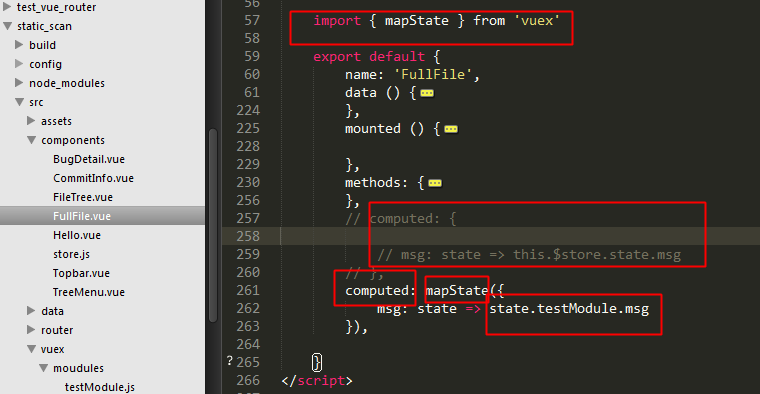 test_vue_router
static_scan
build
config
node_modules
src
assets
components
BugDetail.vue
CommitInfo.vue
FileTree.vue
FullFile.vue
Hello.vue
store.js
Topbar.vue
TreeMenu.vue
data
router
vuex
moudules
testModule.js
56
57 import { mapState } from 'vuex'
58
59 export default {
60 name: 'FullFile',
61 data () {
224 },
225 mounted () {
229 },
230 methods: {
256 },
257 // computed: {
258
259 // msg: state => this.$store.state.msg
260 // },
261 computed: mapState({
262 msg: state => state.testModule.msg
263 }),
264
? 265 }
266 </script>